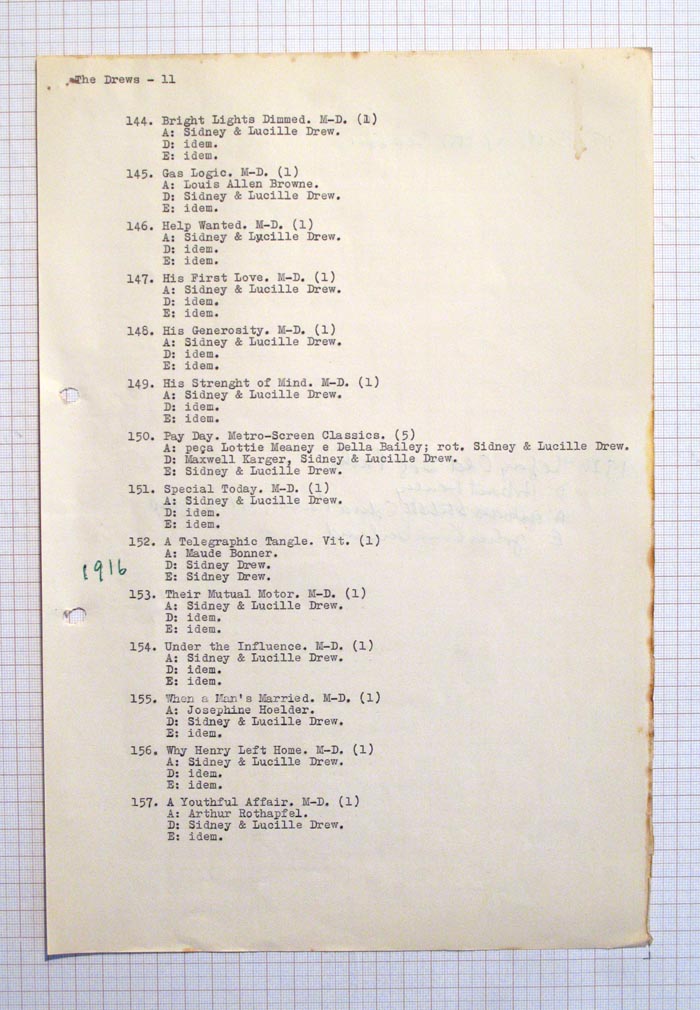 The Drews - 11
144. Bright Lights Dimmed. M-D. (1)
A: Sidney & Lucille Drew.
D: idem.
E: idem.
145. Gas Logic. M-D. (1)
A: Louis Allen Browne.
D: Sidney & Lucille Drew.
E: idem.
146. Help Wanted. M-D. (1)
A: Sidney & Lucille Drew.
D: idem.
E: idem.
147. His First Love. M-D. (1)
A: Sidney & Lucille Drew.
D: idem.
E: idem.
148. His Generosity. M-D. (1)
A: Sidney & Lucille Drew.
D: idem.
E: idem.
149. His Strenght of Mind. M-D. (1)
A: Sidney & Lucille Drew.
D: idem.
E: idem.
150. Pay Day. Metro-Screen Classics. (5)
A: peça Lottie Meaney e Della Bailey; rot. Sidney & Lucille Drew.
D: Maxwell Karger, Sidney & Lucille Drew.
E: Sidney & Lucille Drew.
151. Special Today. M-D. (1)
A: Sidney & Lucille Drew.
D: idem.
E: idem.
152. A Telegraphic Tangle. Vit. (1)
A: Maude Bonner.
1916
D: Sidney Drew.
E: Sidney Drew.
153. Their Mutual Motor. M-D. (1)
A: Sidney & Lucille Drew.
D: idem.
E: idem.
154. Under the Influence. M-D. (1)
A: Sidney & Lucille Drew.
D: idem.
E: idem.
155. When a Man's Married. M-D. (1)
A: Josephine Hoelder.
D: Sidney & Lucille Drew.
E: idem.
156. Why Henry Left Home. M-D. (1)
A: Sidney & Lucille Drew.
D: idem.
E: idem.
157. A Youthful Affair. M-D. (1)
A: Arthur Rothapfel.
D: Sidney & Lucille Drew.
E: idem.